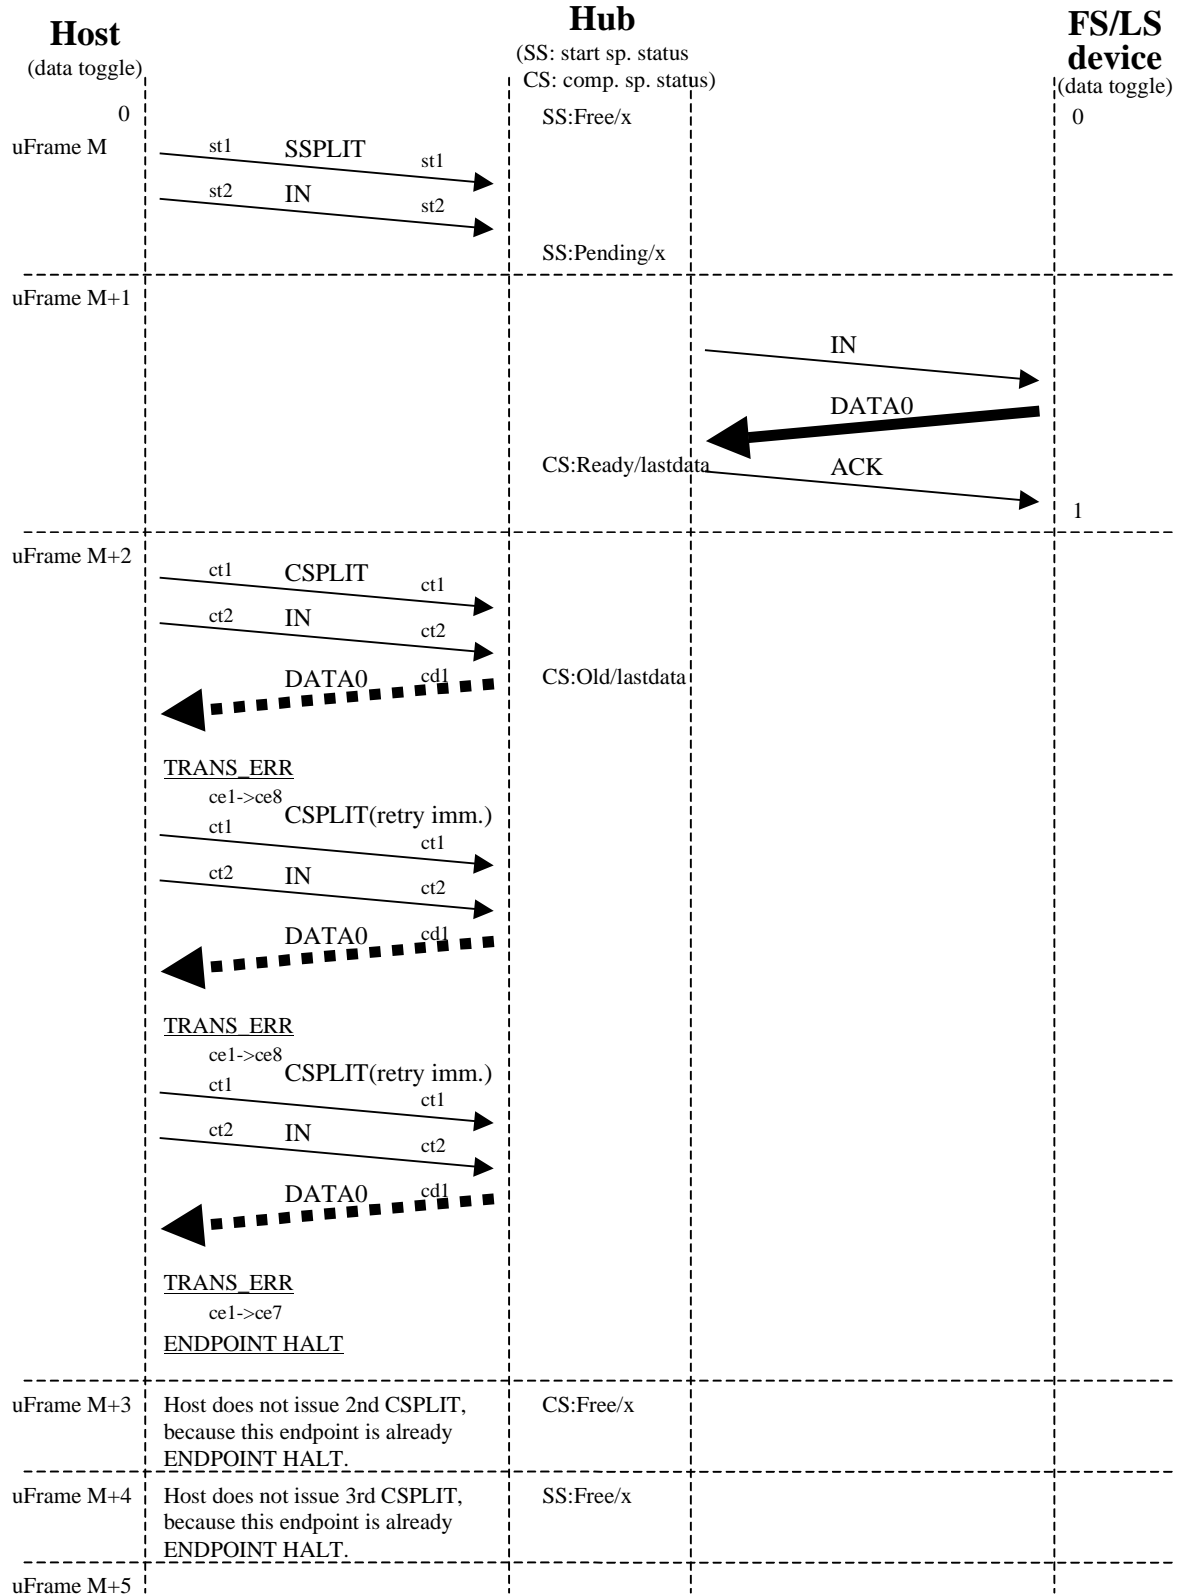 Host
(data toggle)
Hub
(SS: start sp. status
CS: comp. sp. status)
FS/LS
device
(data toggle)
0
SS:Free/x
0
uFrame M
st1 SSPLIT st1
st2 IN st2
SS:Pending/x
uFrame M+1
IN
DATA0
CS:Ready/lastdata
ACK
1
uFrame M+2
ct1 CSPLIT ct1
ct2 IN ct2
DATA0 cd1
CS:Old/lastdata
TRANS_ERR
ce1->ce8
CSPLIT(retry imm.)
ct1 ct1
ct2 IN ct2
DATA0 cd1
TRANS_ERR
ce1->ce8
CSPLIT(retry imm.)
ct1 ct1
ct2 IN ct2
DATA0 cd1
TRANS_ERR
ce1->ce7
ENDPOINT HALT
uFrame M+3
Host does not issue 2nd CSPLIT,
because this endpoint is already
ENDPOINT HALT.
CS:Free/x
uFrame M+4
Host does not issue 3rd CSPLIT,
because this endpoint is already
ENDPOINT HALT.
SS:Free/x
uFrame M+5